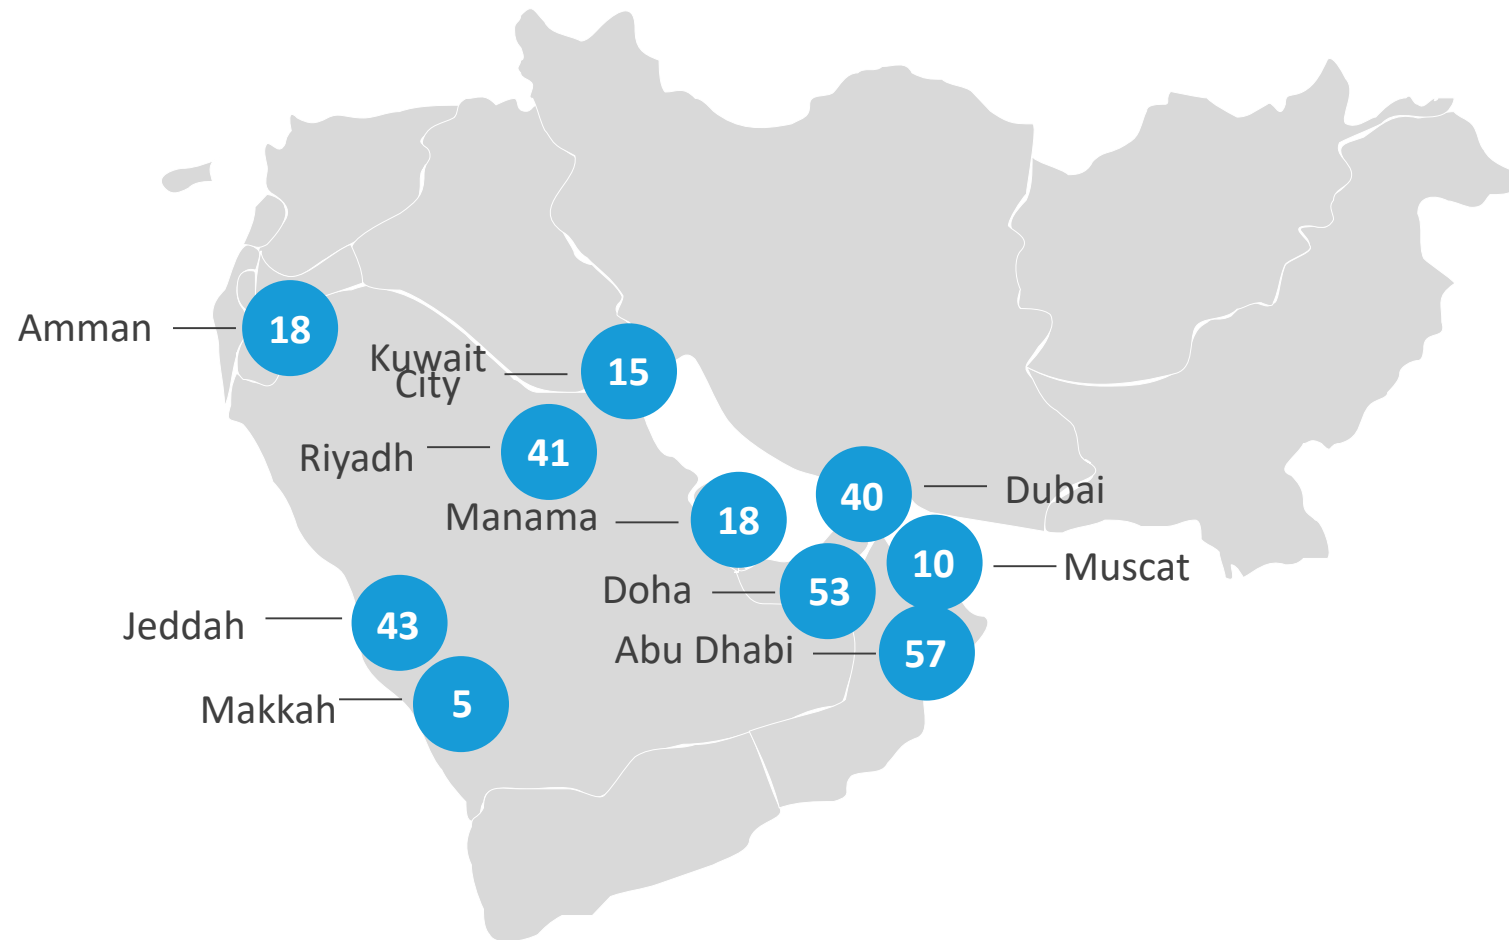 Amman
18
Kuwait
City
15
Riyadh
41
Manama
18
40
Dubai
10
Muscat
Doha
53
Jeddah
43
Abu Dhabi
57
Makkah
5